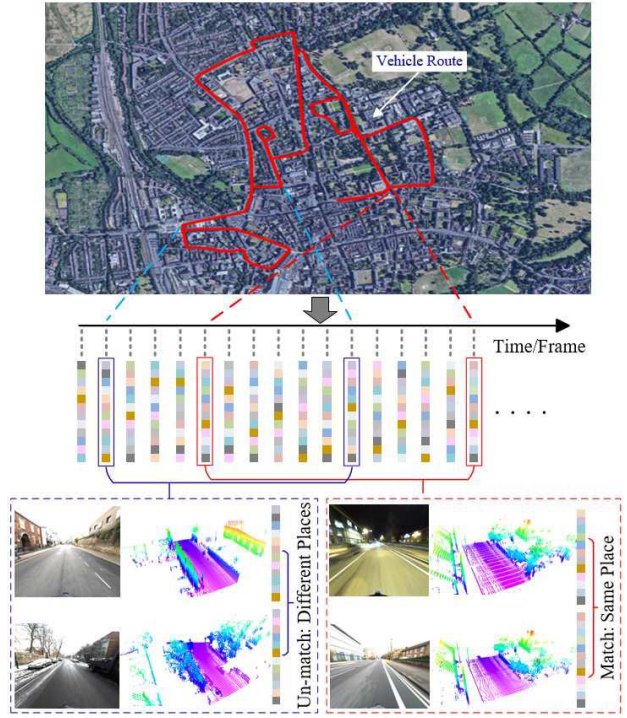 Vehicle Route
Time/Frame
. . . .
Un-match: Different Places
Match: Same Place